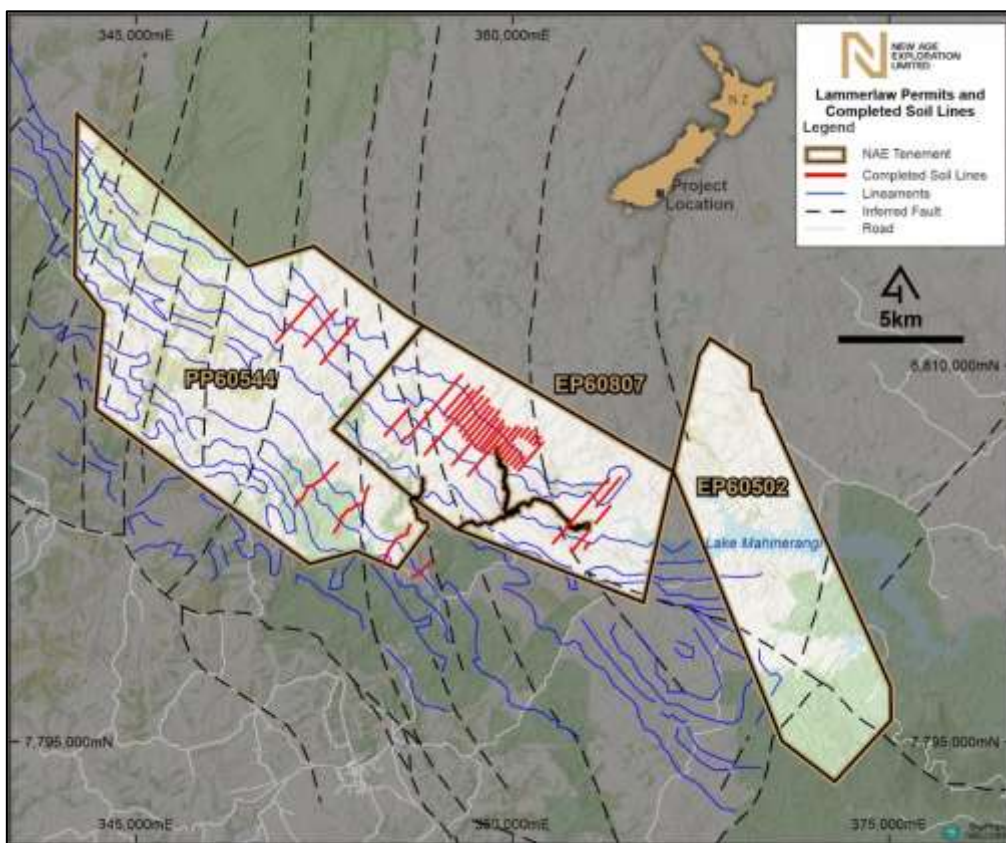 345,000mE
360,000mE
NEW AGE
EXPLORATION
LIMITED
Lammerlaw Permits and
Completed Soil Lines
Legend
NAE Tenement
Completed Soil Lines
Lineaments
Inferred Fault
Road
N.Z
Project
Location
5km
PP60544
EP60807
EP60502
Lake Mahinerangi
7,795,000mN
7,795,000mN
345,000mE
360,000mE
375,000mE